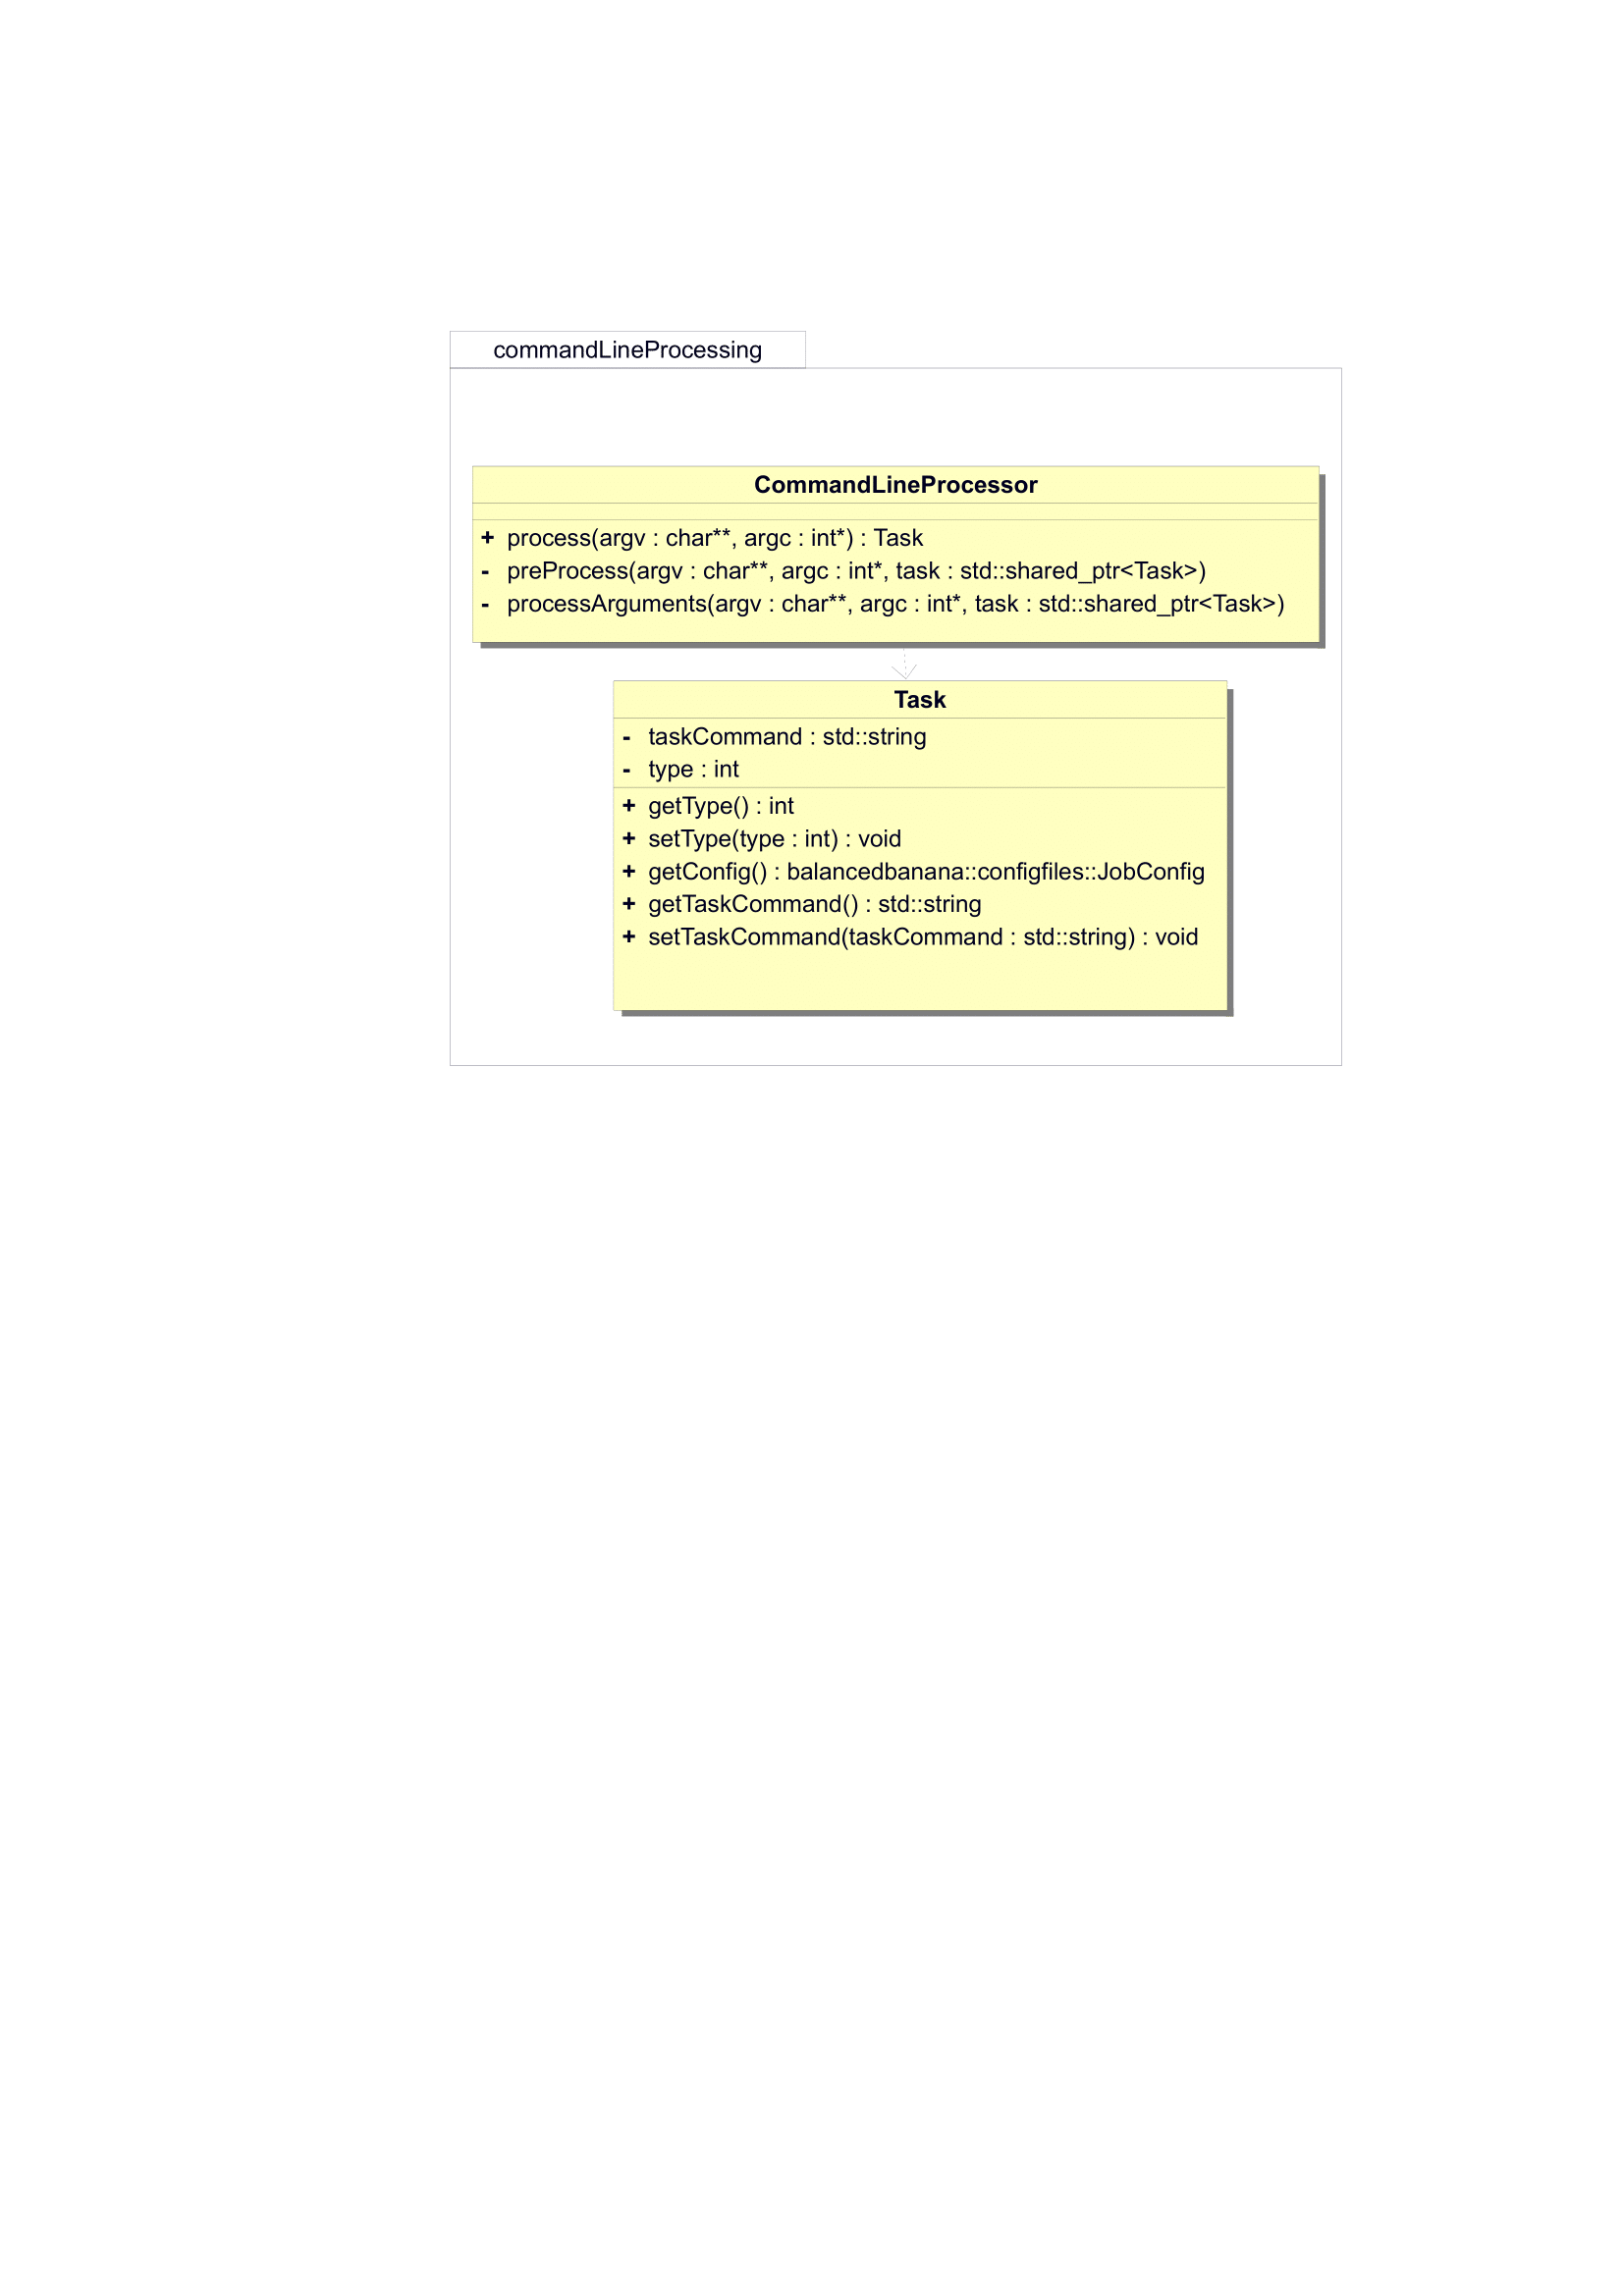 commandLineProcessing
CommandLineProcessor
+ process(argv : char**, argc : int*) : Task
- preProcess(argv : char**, argc : int*, task : std::shared_ptr<Task>)
- processArguments(argv : char**, argc : int*, task : std::shared_ptr<Task>)
Task
- taskCommand : std::string
- type : int
+ getType() : int
+ setType(type : int) : void
+ getConfig() : balancedbanana::configfiles::JobConfig
+ getTaskCommand() : std::string
+ setTaskCommand(taskCommand : std::string) : void